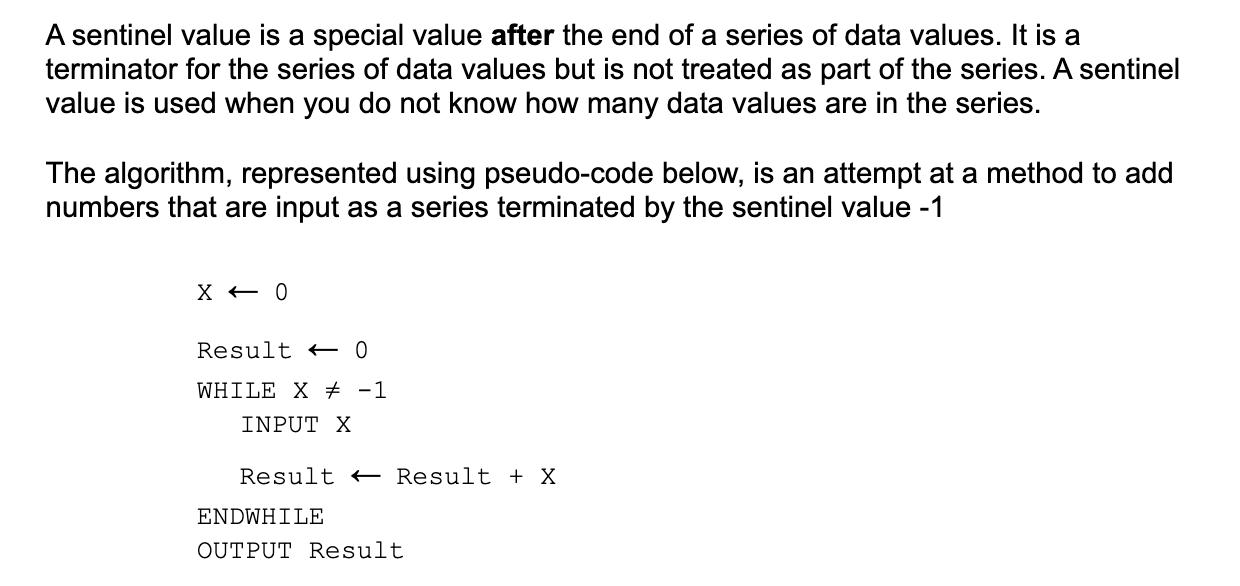 A sentinel value is a special value after the end of a series of data values. It is a
terminator for the series of data values but is not treated as part of the series. A sentinel
value is used when you do not know how many data values are in the series.
The algorithm, represented using pseudo-code below, is an attempt at a method to add
numbers that are input as a series terminated by the sentinel value -1
X ← 0
Result ← 0
WHILE X ≠ -1
INPUT X
Result ← Result + X
ENDWHILE
OUTPUT Result